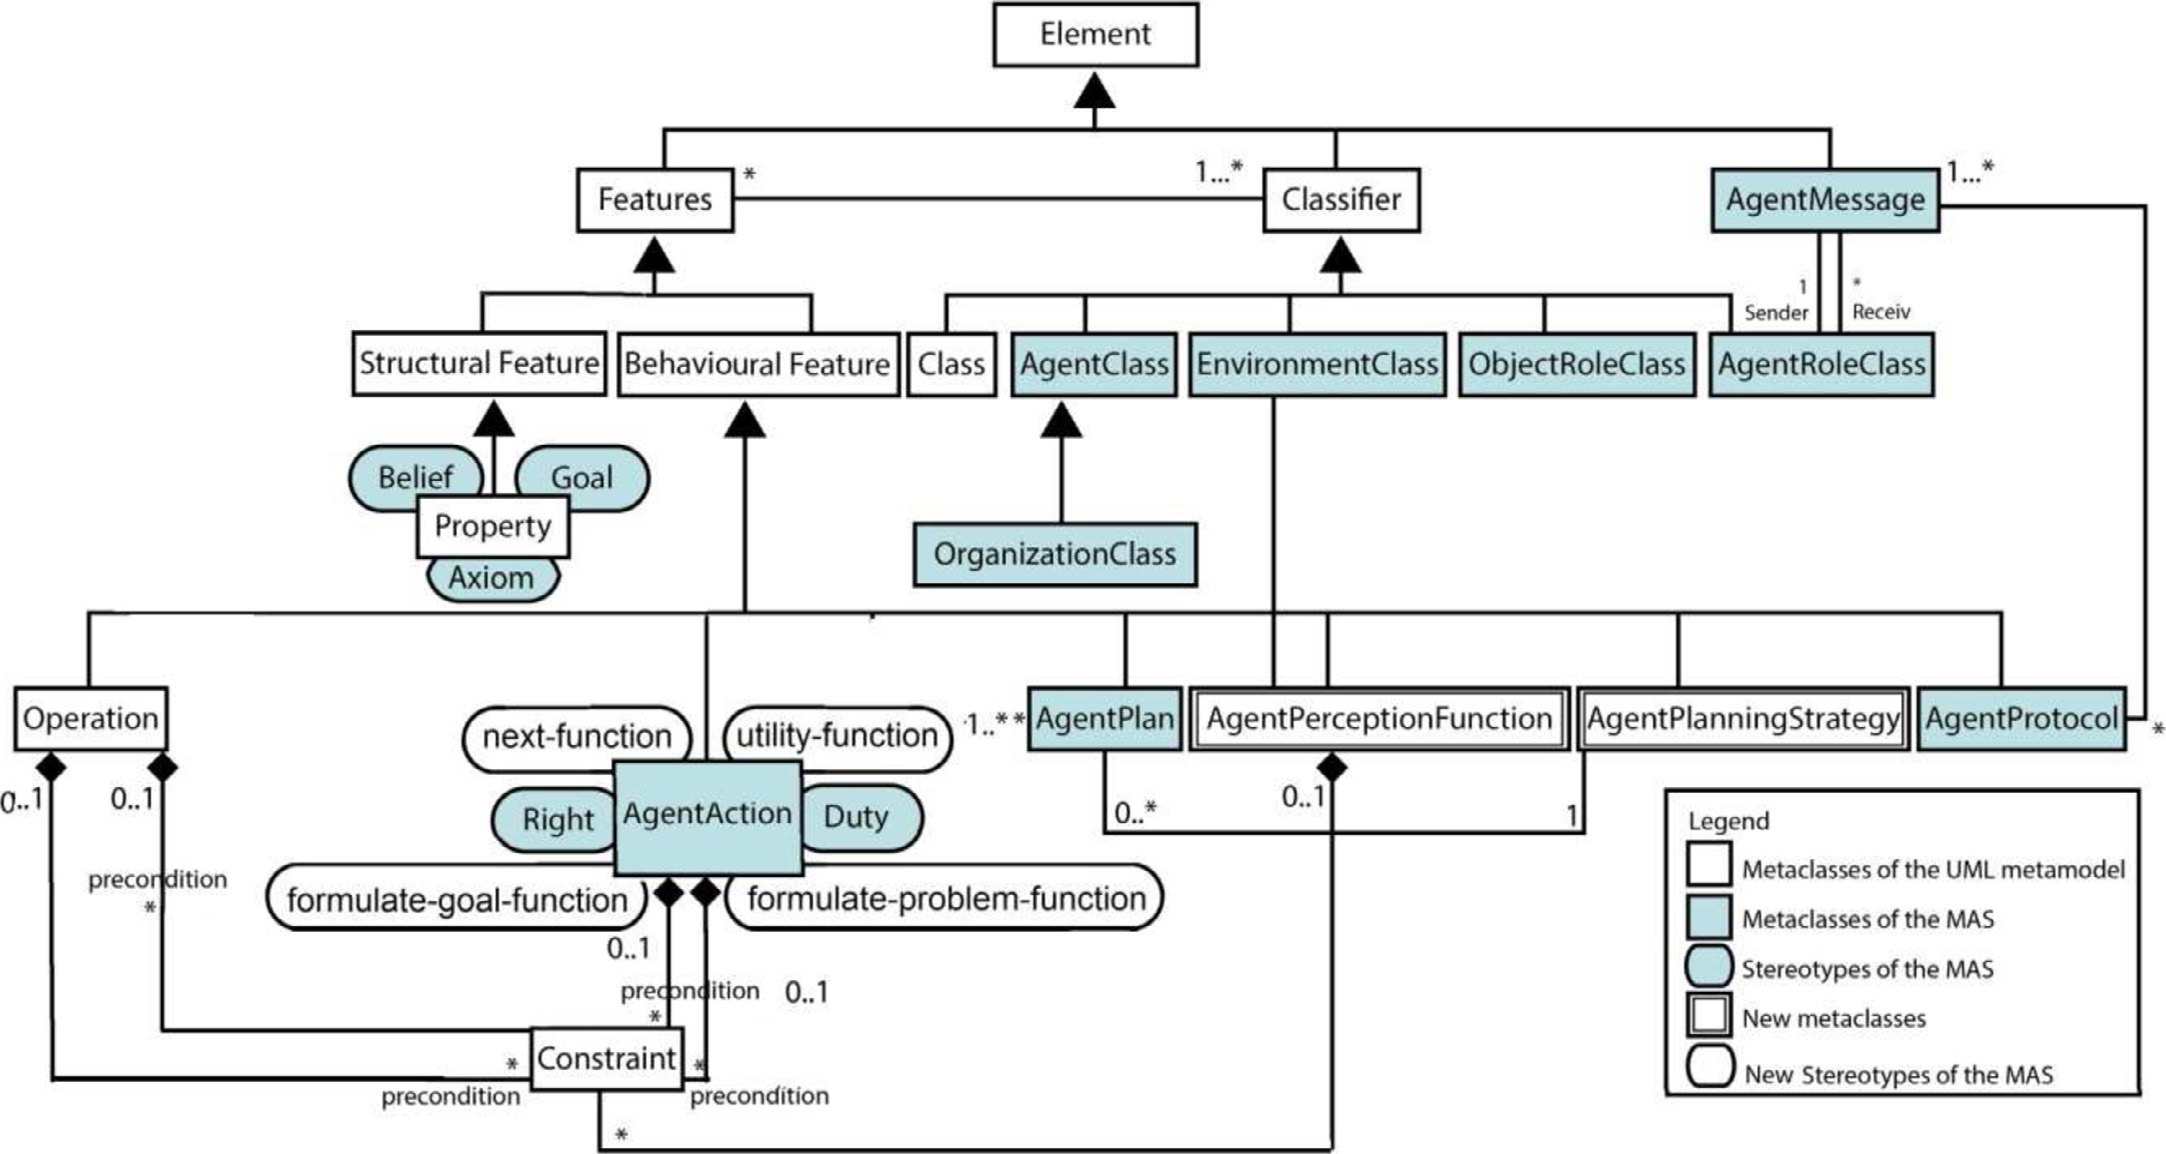 Element
Features
*
1...*
Classifier
AgentMessage
1...*
1
Sender
*
Receiv
Structural Feature
Behavioural Feature
Class
AgentClass
EnvironmentClass
ObjectRoleClass
AgentRoleClass
Belief
Goal
Property
Axiom
OrganizationClass
Operation
next-function
utility-function
1..*
*
AgentPlan
AgentPerceptionFunction
AgentPlanningStrategy
AgentProtocol
*
0..1
0..1
Right
AgentAction
Duty
0..*
0..1
1
precondition
*
formulate-goal-function
formulate-problem-function
0..1
precondition
0..1
*
*
Constraint
*
precondition
precondition
*
Legend
Metaclasses of the UML metamodel
Metaclasses of the MAS
Stereotypes of the MAS
New metaclasses
New Stereotypes of the MAS